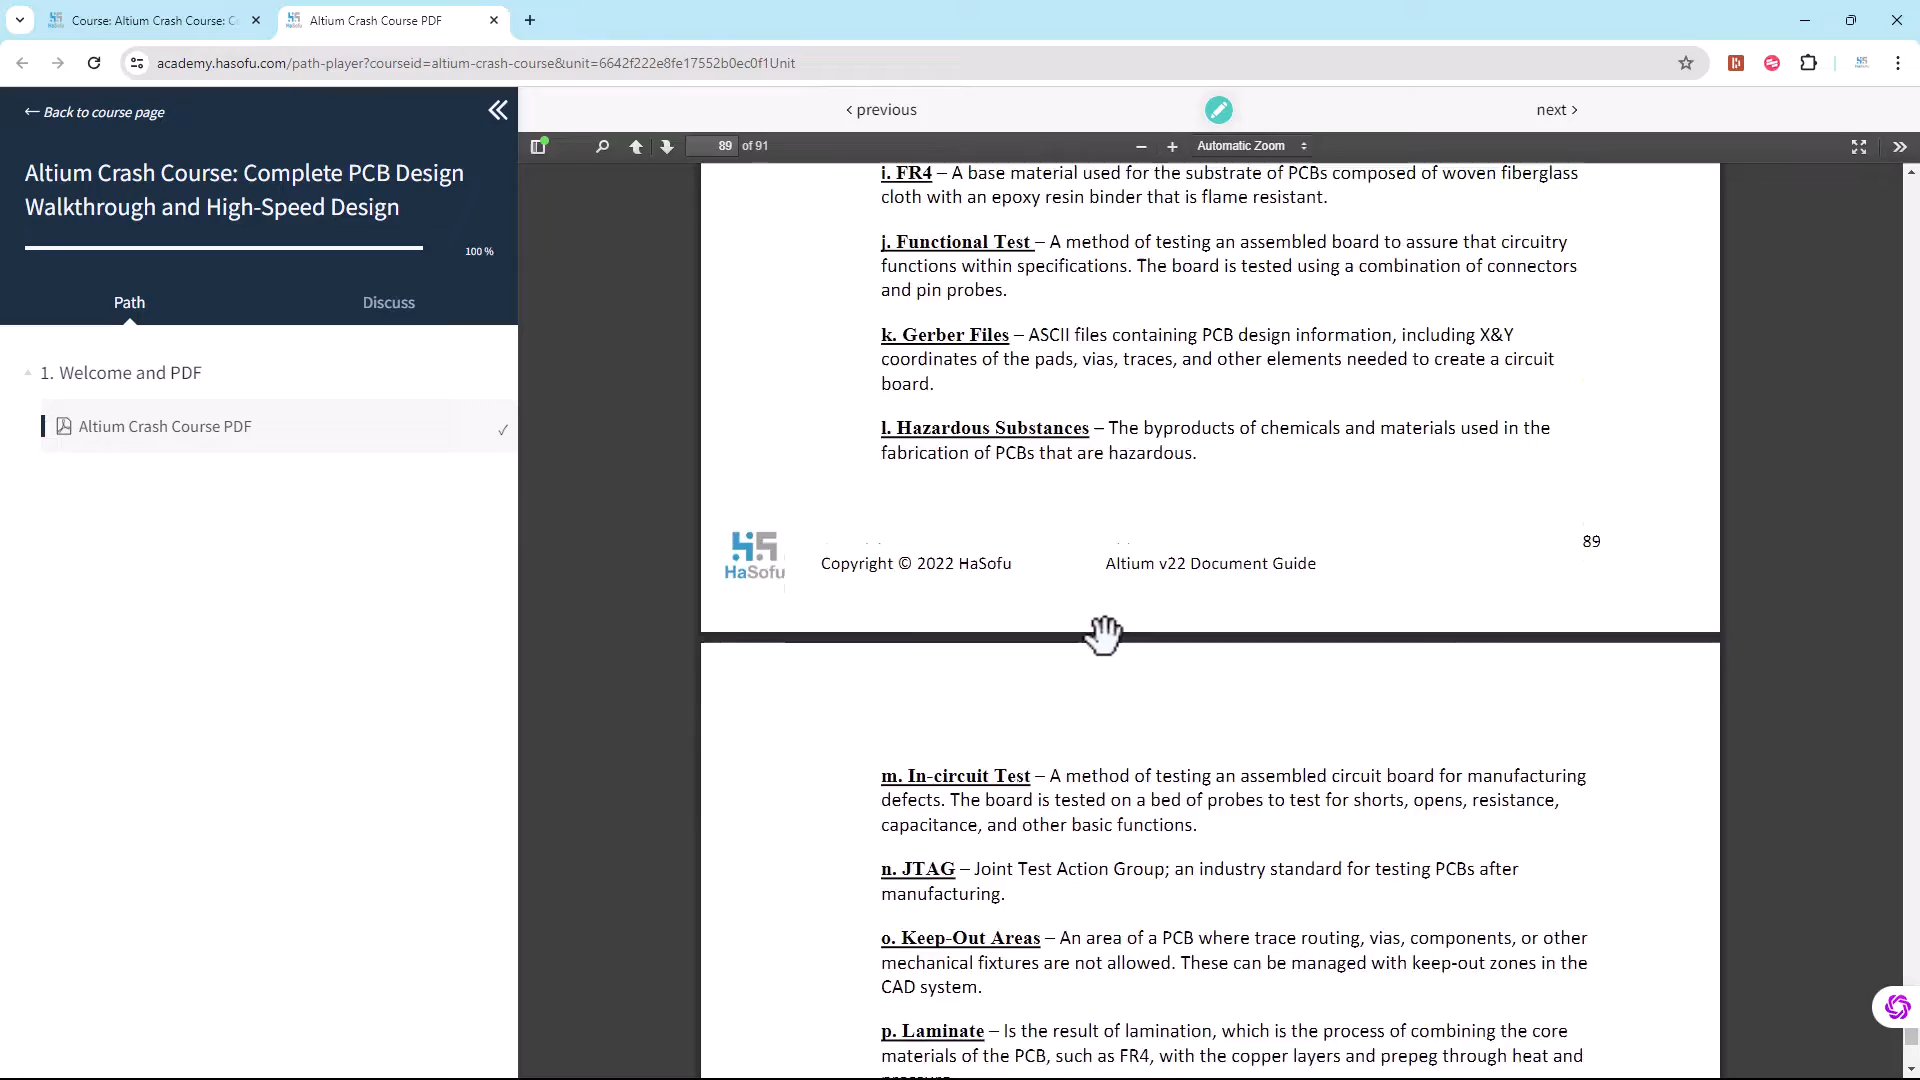 Course: Altium Crash Course: C
Altium Crash Course PDF
academy.hasofu.com/path-player?courseid=altium-crash-course&unit=6642f222e8fe17552b0ec0f1Unit
← Back to course page
Altium Crash Course: Complete PCB Design
Walkthrough and High-Speed Design
100 %
Path
Discuss
1. Welcome and PDF
Altium Crash Course PDF
‹ previous
next ›
89 of 91
Automatic Zoom
i. FR4 – A base material used for the substrate of PCBs composed of woven fiberglass
cloth with an epoxy resin binder that is flame resistant.
j. Functional Test – A method of testing an assembled board to assure that circuitry
functions within specifications. The board is tested using a combination of connectors
and pin probes.
k. Gerber Files – ASCII files containing PCB design information, including X&Y
coordinates of the pads, vias, traces, and other elements needed to create a circuit
board.
l. Hazardous Substances – The byproducts of chemicals and materials used in the
fabrication of PCBs that are hazardous.
89
HaSofu
Copyright © 2022 HaSofu
Altium v22 Document Guide
m. In-circuit Test – A method of testing an assembled circuit board for manufacturing
defects. The board is tested on a bed of probes to test for shorts, opens, resistance,
capacitance, and other basic functions.
n. JTAG – Joint Test Action Group; an industry standard for testing PCBs after
manufacturing.
o. Keep-Out Areas – An area of a PCB where trace routing, vias, components, or other
mechanical fixtures are not allowed. These can be managed with keep-out zones in the
CAD system.
p. Laminate – Is the result of lamination, which is the process of combining the core
materials of the PCB, such as FR4, with the copper layers and prepeg through heat and